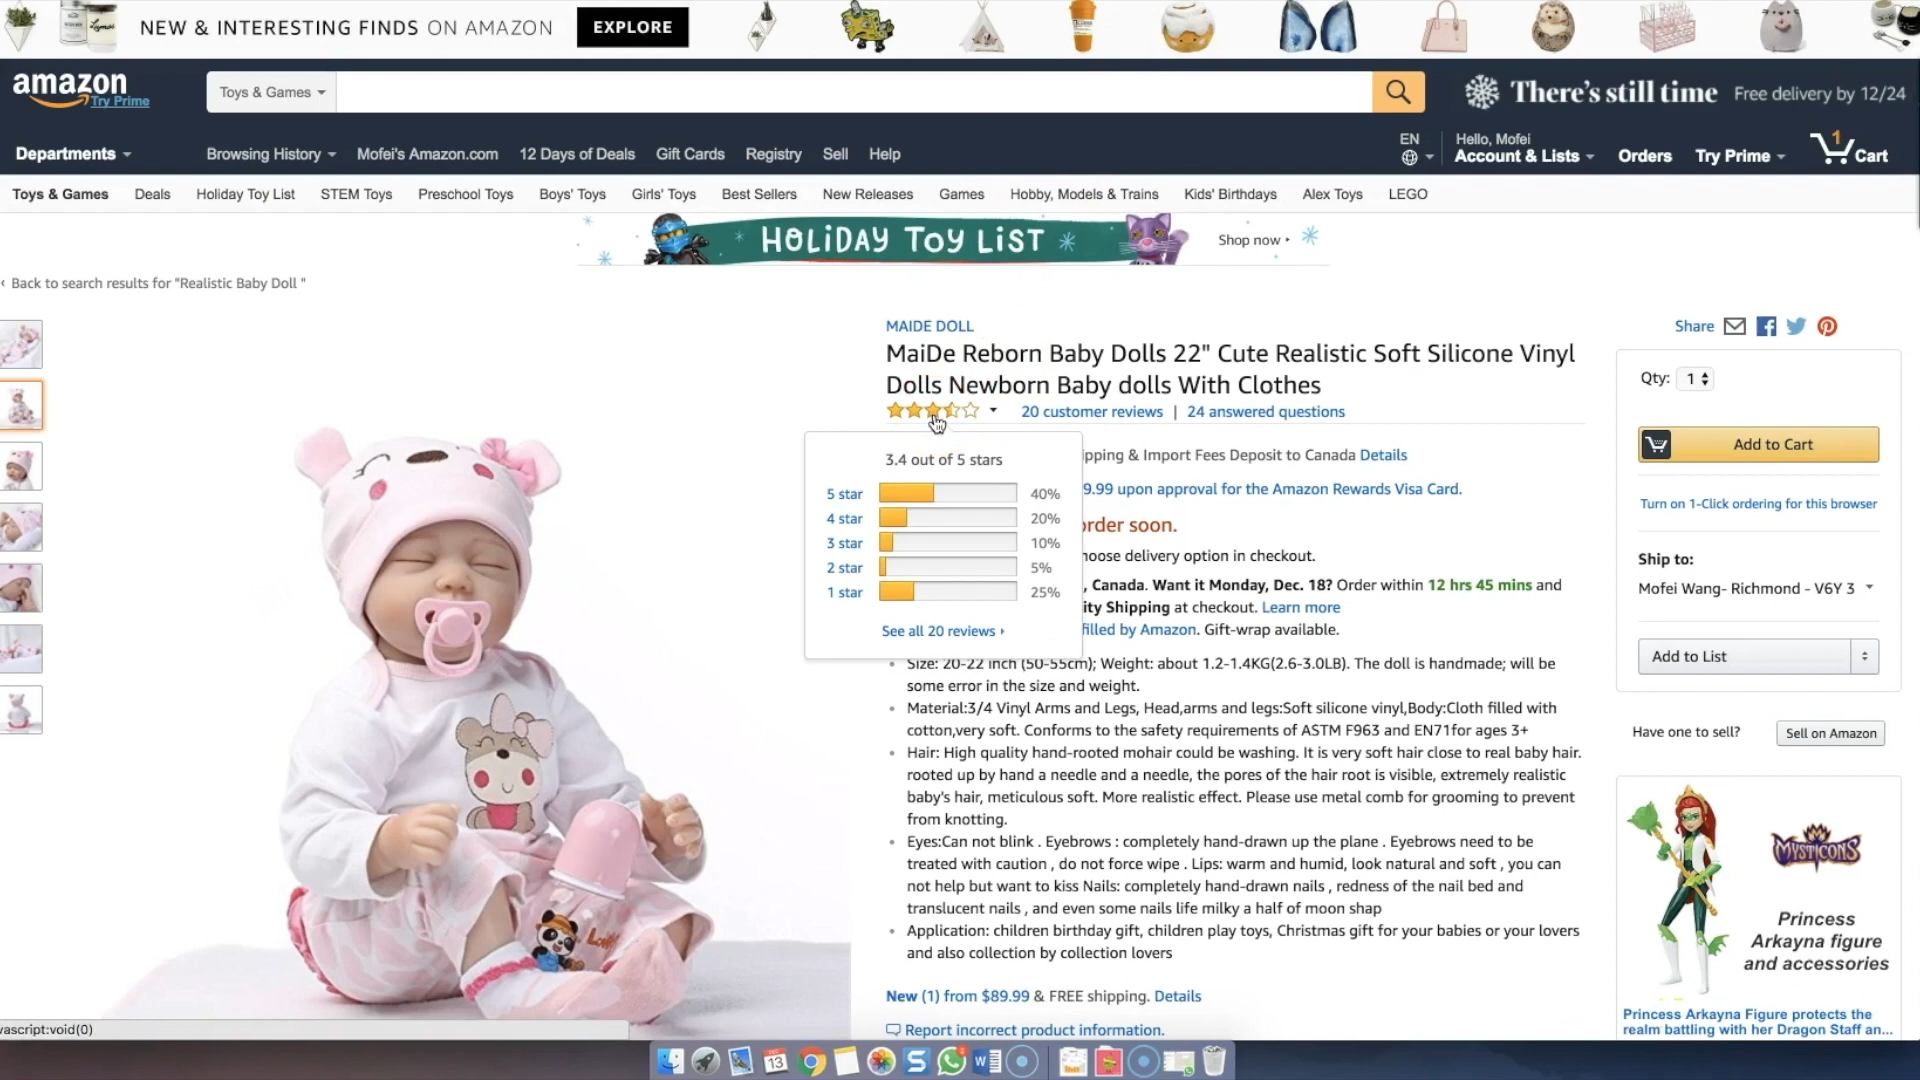 NEW & INTERESTING FINDS ON AMAZON
EXPLORE
amazon
Try Prime
Toys & Games
There's still time
Free delivery by 12/24
Departments
Browsing History
Mofei's Amazon.com
12 Days of Deals
Gift Cards
Registry
Sell
Help
EN
Hello, Mofei
Account & Lists
Orders
Try Prime
1
Cart
Toys & Games
Deals
Holiday Toy List
STEM Toys
Preschool Toys
Boys' Toys
Girls' Toys
Best Sellers
New Releases
Games
Hobby, Models & Trains
Kids' Birthdays
Alex Toys
LEGO
HOLiDAY TOY LiST
Shop now
‹ Back to search results for "Realistic Baby Doll "
MAIDE DOLL
MaiDe Reborn Baby Dolls 22" Cute Realistic Soft Silicone Vinyl
Dolls Newborn Baby dolls With Clothes
20 customer reviews | 24 answered questions
3.4 out of 5 stars
5 star 40%
4 star 20%
3 star 10%
2 star 5%
1 star 25%
See all 20 reviews
pping & Import Fees Deposit to Canada Details
9.99 upon approval for the Amazon Rewards Visa Card.
rder soon.
hoose delivery option in checkout.
, Canada. Want it Monday, Dec. 18? Order within 12 hrs 45 mins and
ity Shipping at checkout. Learn more
filled by Amazon. Gift-wrap available.
Size: 20-22 inch (50-55cm); Weight: about 1.2-1.4KG(2.6-3.0LB). The doll is handmade; will be
some error in the size and weight.
Material:3/4 Vinyl Arms and Legs, Head,arms and legs:Soft silicone vinyl,Body:Cloth filled with
cotton,very soft. Conforms to the safety requirements of ASTM F963 and EN71for ages 3+
Hair: High quality hand-rooted mohair could be washing. It is very soft hair close to real baby hair.
rooted up by hand a needle and a needle, the pores of the hair root is visible, extremely realistic
baby's hair, meticulous soft. More realistic effect. Please use metal comb for grooming to prevent
from knotting.
Eyes:Can not blink . Eyebrows : completely hand-drawn up the plane . Eyebrows need to be
treated with caution , do not force wipe . Lips: warm and humid, look natural and soft , you can
not help but want to kiss Nails: completely hand-drawn nails , redness of the nail bed and
translucent nails , and even some nails life milky a half of moon shap
Application: children birthday gift, children play toys, Christmas gift for your babies or your lovers
and also collection by collection lovers
New (1) from $89.99 & FREE shipping. Details
Report incorrect product information.
Share
Qty: 1
Add to Cart
Turn on 1-Click ordering for this browser
Ship to:
Mofei Wang- Richmond - V6Y 3
Add to List
Have one to sell?
Sell on Amazon
MYSTICONS
Princess
Arkayna figure
and accessories
Princess Arkayna Figure protects the
realm battling with her Dragon Staff an...
vascript:void(0)
DEC
13
S
W